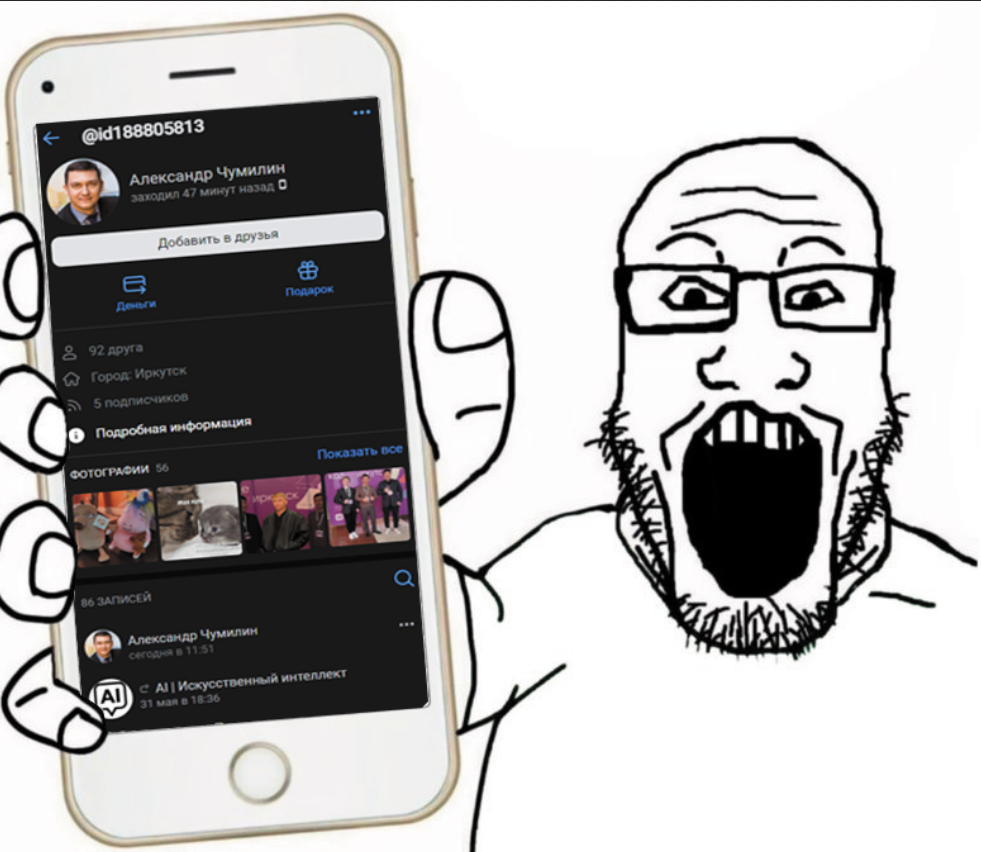 @id188805813
Александр Чумилин
заходил 47 минут назад
Добавить в друзья
Деньги
Подарок
92 друга
Город: Иркутск
5 подписчиков
Подробная информация
ФОТОГРАФИИ 56
Показать все
иркутск
86 ЗАПИСЕЙ
Александр Чумилин
сегодня в 11:51
AI
AI | Искусственный интеллект
31 мая в 18:36